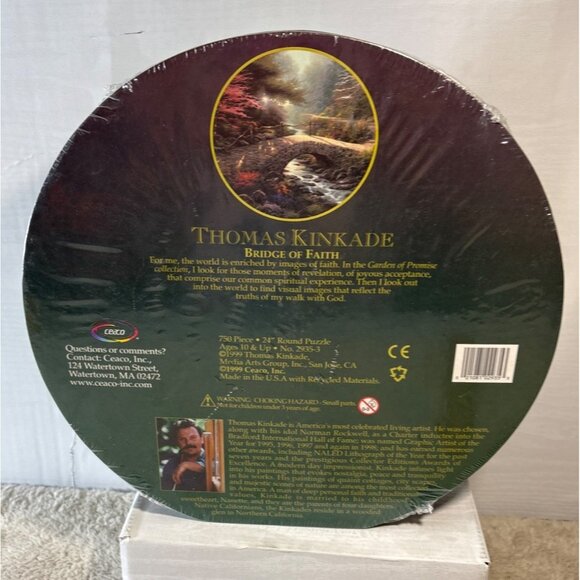 THOMAS KINKADE
BRIDGE OF FAITH
For me, the world is enriched by images of faith. In the Garden of Promise
collection, I look for those moments of revelation, of joyous acceptance,
that comprise our common spiritual experience. Then I look out
into the world to find visual images that reflect the
truths of my walk with God.
ceaco
Questions or comments?
Contact: Ceaco, Inc.,
124 Watertown Street,
Watertown, MA 02472
www.ceaco-inc.com
750 Piece • 24" Round Puzzle
Ages 10 & Up • No. 2935-3
©1999 Thomas Kinkade,
Media Arts Group, Inc., San Jose, CA
©1999 Ceaco, Inc.,
Made in the U.S.A with Recycled Materials.
CE
WARNING: CHOKING HAZARD - Small parts.
Not for children under 3 years of age.
0-3
Thomas Kinkade is America's most celebrated living artist. He was chosen,
along with his idol Norman Rockwell, as a Charter inductee into the
Bradford International Hall of Fame; was named Graphic Artist of the
Year for 1995, 1996, 1997 and again in 1998; and has earned numerous
other awards, including NALED Lithograph of the Year for the past
seven years and the prestigious Collector Editions Awards of
Excellence. A modern day impressionist, Kinkade infuses light
into his paintings that evokes nostalgia, peace and tranquility
in his works. His paintings of quaint cottages, city scapes
and majestic scenes of nature are among the most collected
in America. A man of deep personal faith and traditional
values, Kinkade is married to his childhood
sweetheart, Nanette, and they are the parents of four daughters.
Native Californians, the Kinkades reside in a wooded
glen in Northern California.